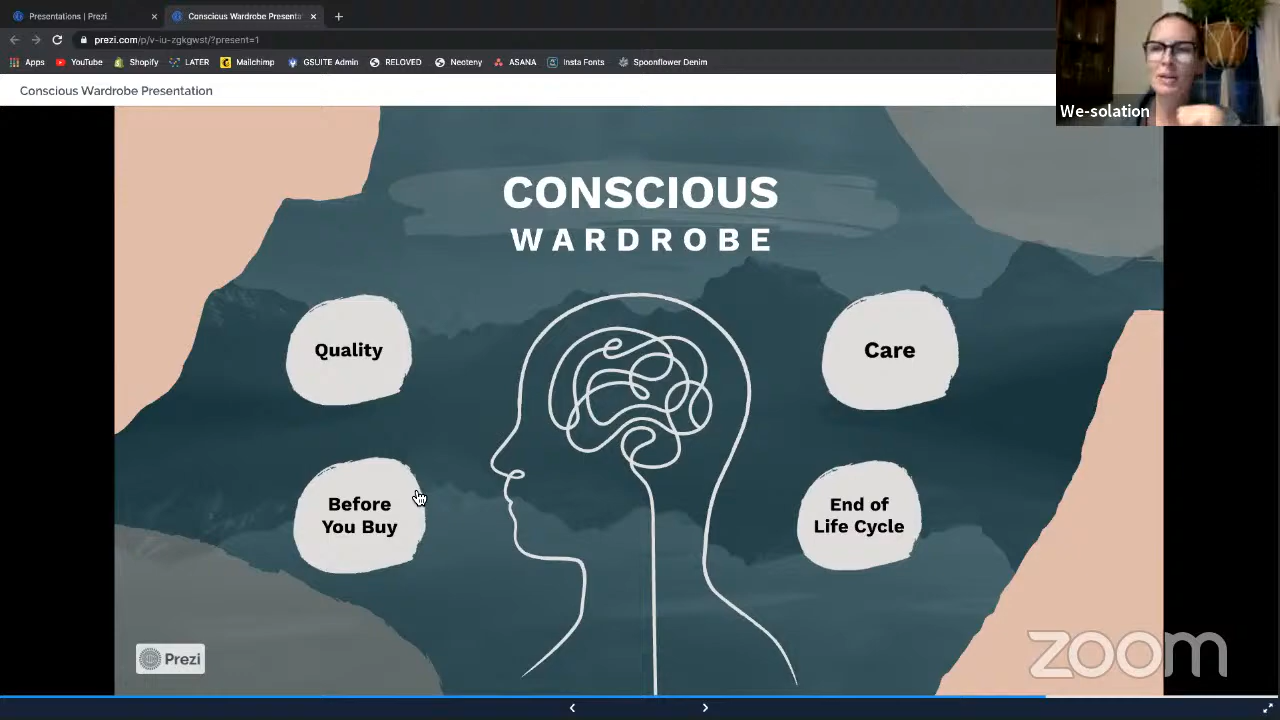 Presentations | Prezi
Conscious Wardrobe Presenta
prezi.com/p/v-iu-zgkgwst/?present=1
Apps
YouTube
Shopify
LATER
Mailchimp
GSUITE Admin
RELOVED
Neoteny
ASANA
Insta Fonts
Spoonflower Denim
Conscious Wardrobe Presentation
We-solation
CONSCIOUS
WARDROBE
Quality
Care
Before
You Buy
End of
Life Cycle
Prezi
zoom